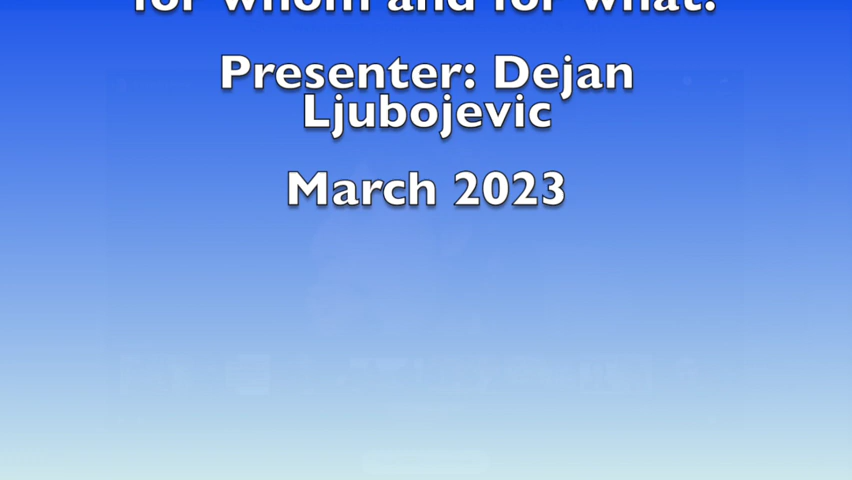 for whom and for what.
Presenter: Dejan
Ljubojevic
March 2023